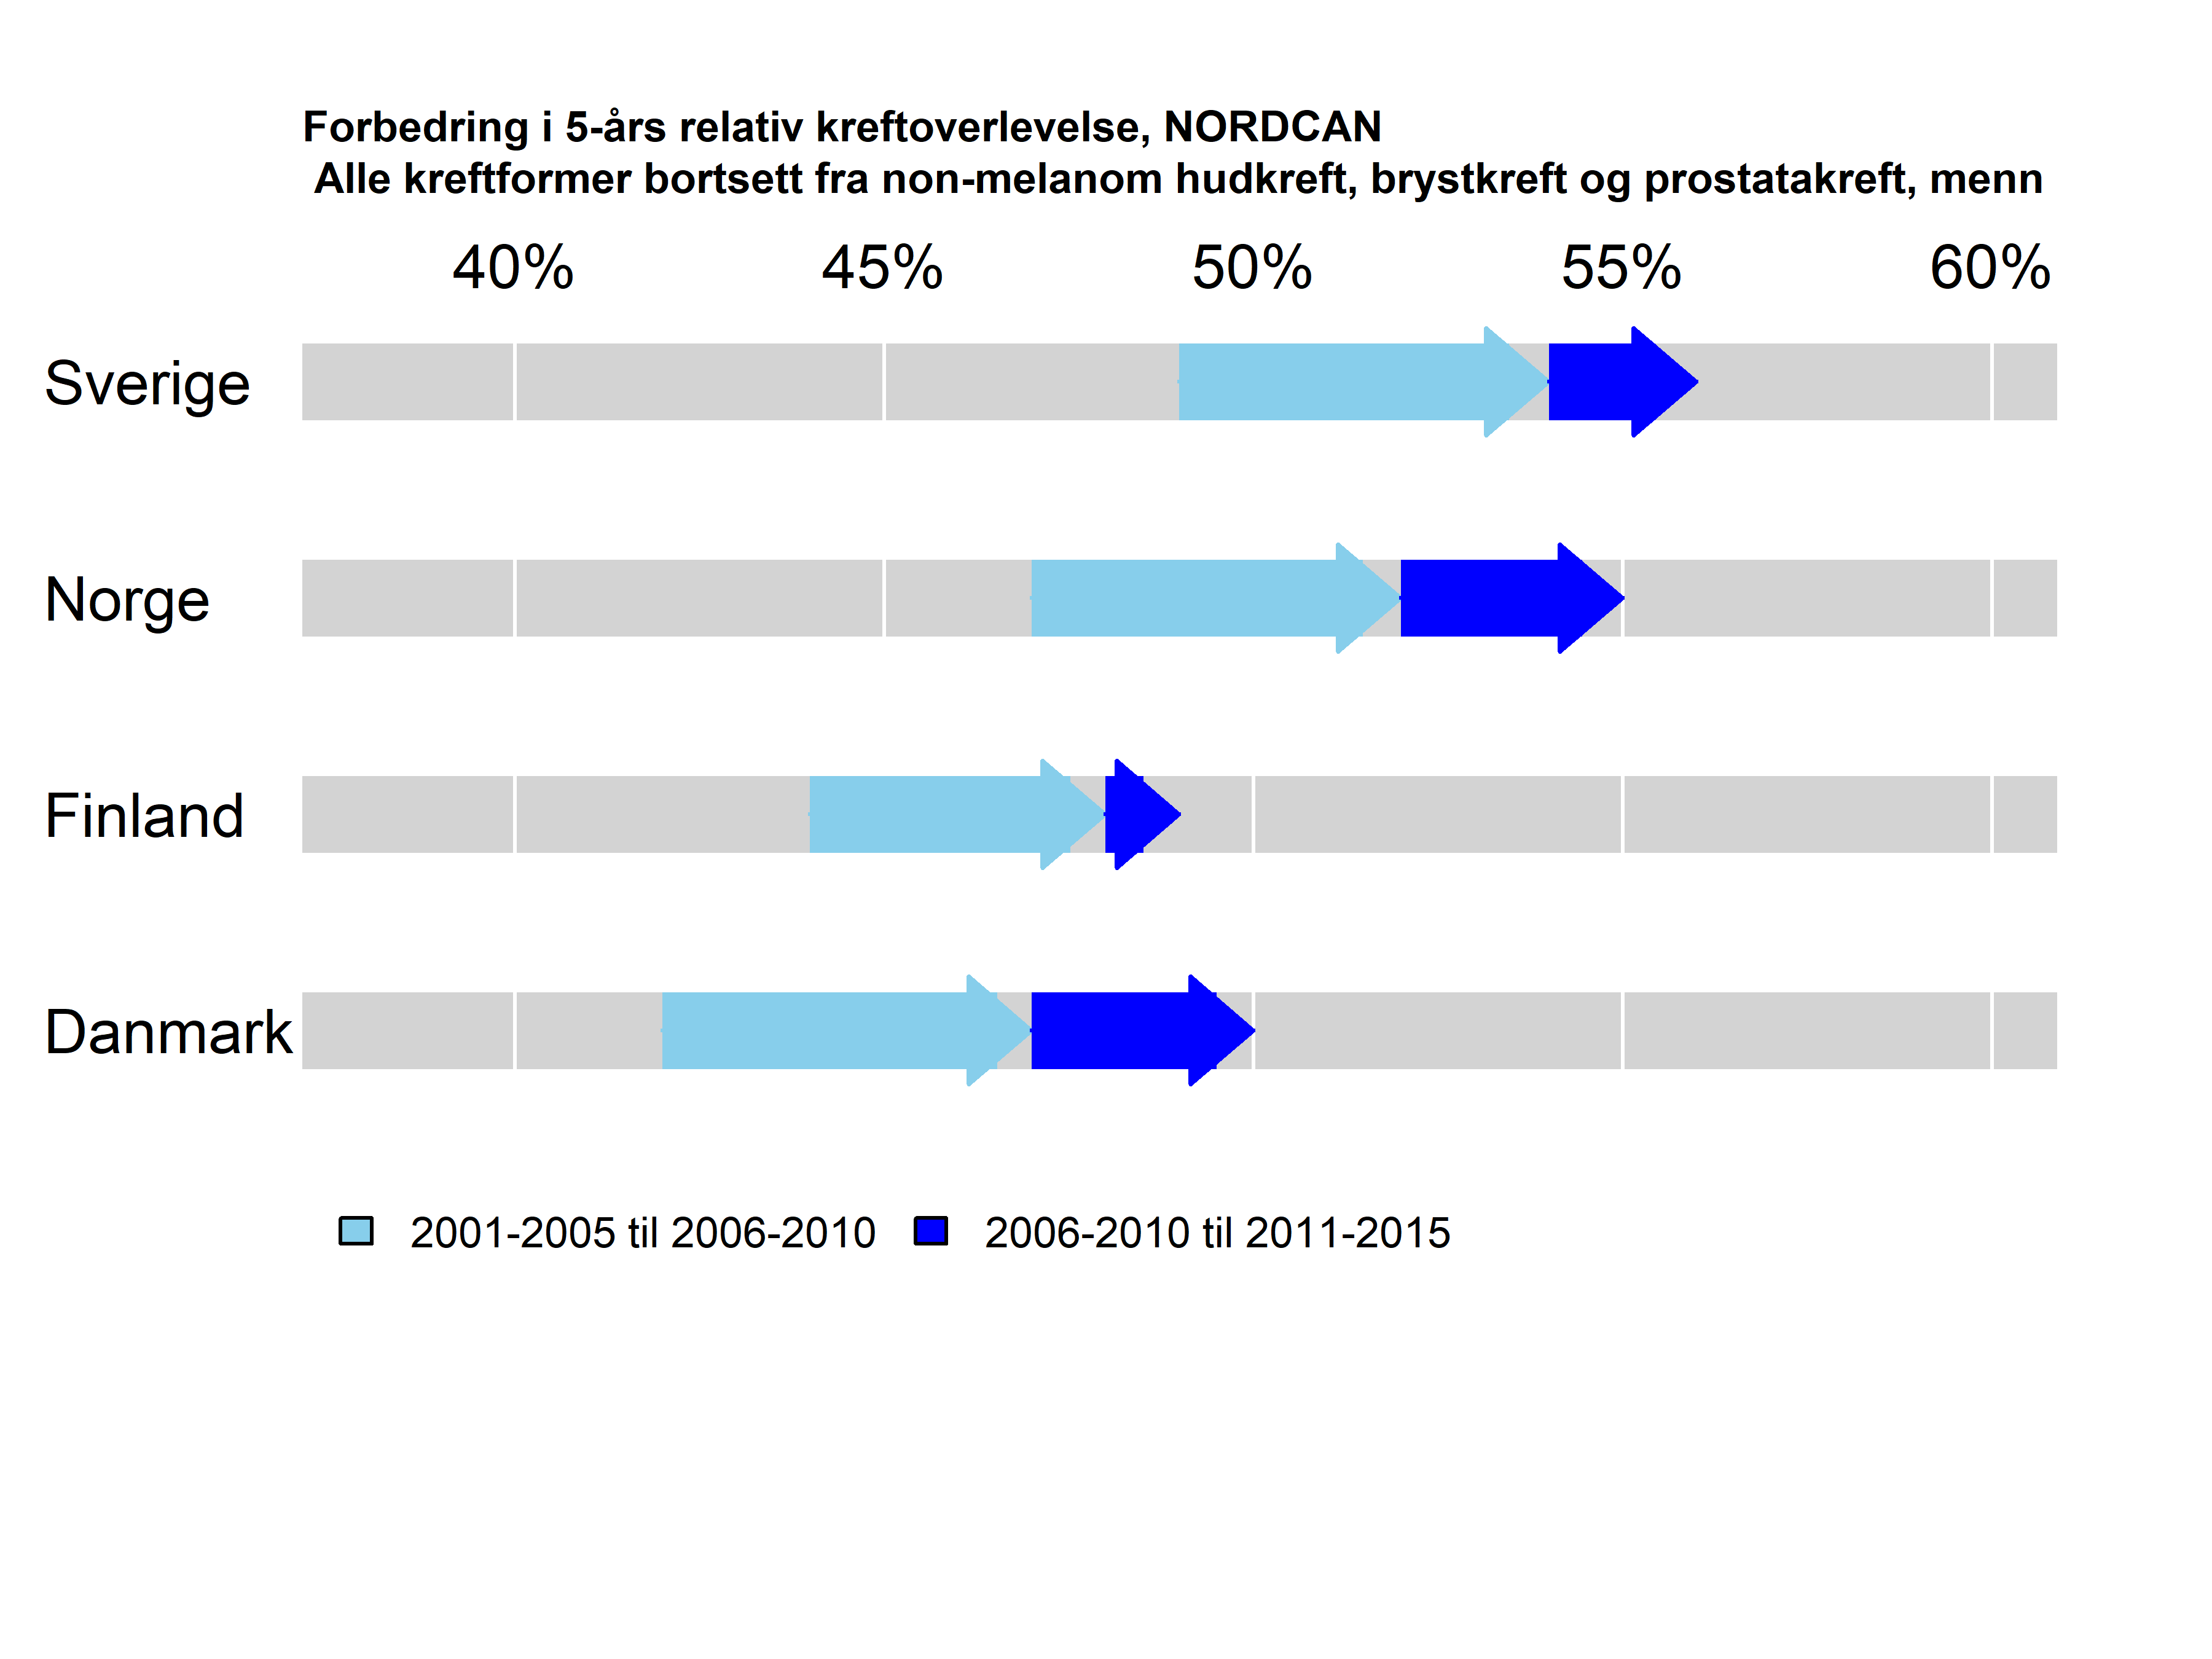 Forbedring i 5-års relativ kreftoverlevelse, NORDCAN
Alle kreftformer bortsett fra non-melanom hudkreft, brystkreft og prostatakreft, menn
40% 45% 50% 55% 60%
Sverige
Norge
Finland
Danmark
2001-2005 til 2006-2010 2006-2010 til 2011-2015